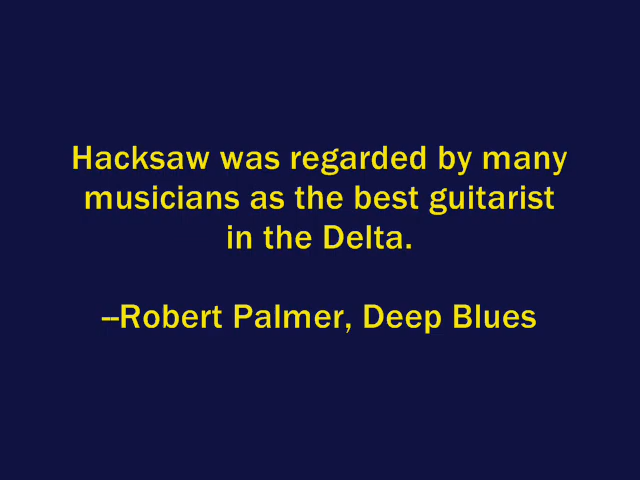 Hacksaw was regarded by many
musicians as the best guitarist
in the Delta.
--Robert Palmer, Deep Blues